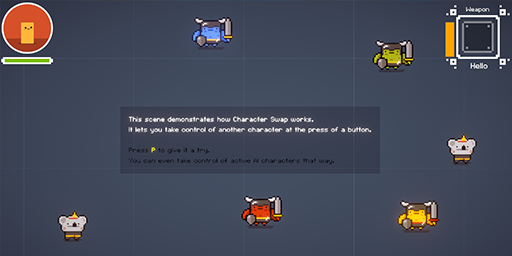 Weapon
Hello
This scene demonstrates how Character Swap works.
It lets you take control of another character at the press of a button.
Press P to give it a try.
You can even take control of active AI characters that way.